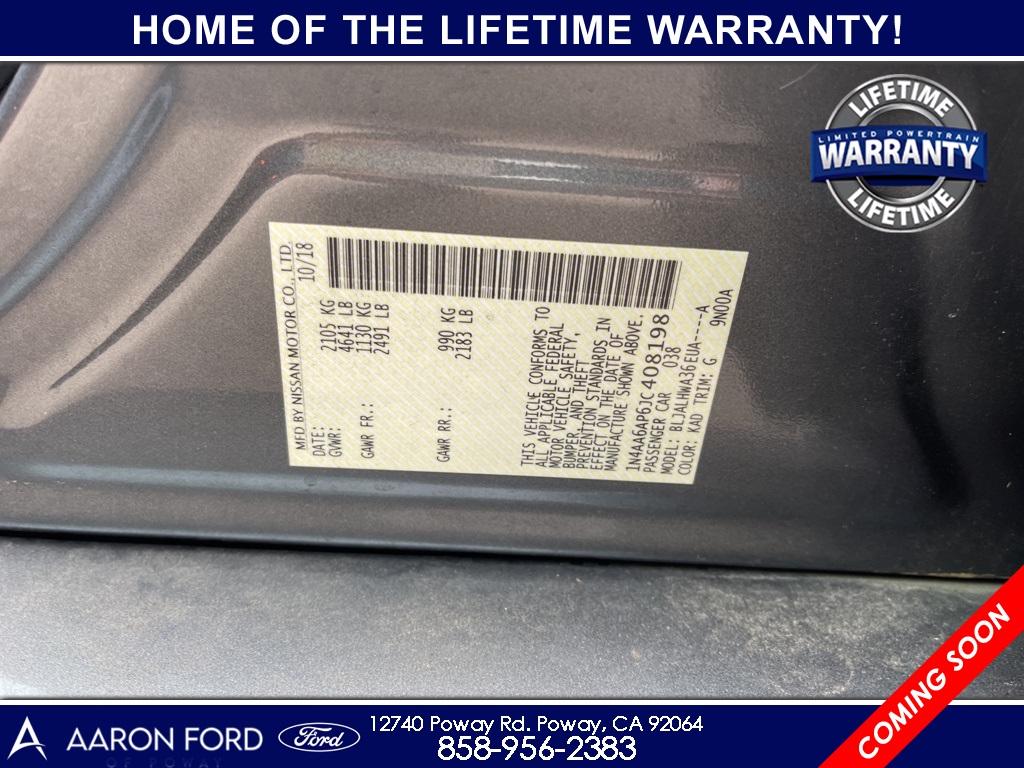 HOME OF THE LIFETIME WARRANTY!
LIFETIME
LIMITED POWERTRAIN
WARRANTY
LIFETIME
MFD BY NISSAN MOTOR CO., LTD.
DATE: 10/18
GVWR: 2105 KG
4641 LB
GAWR FR.: 1130 KG
2491 LB
GAWR RR.: 990 KG
2183 LB
THIS VEHICLE CONFORMS TO
ALL APPLICABLE FEDERAL
MOTOR VEHICLE SAFETY,
BUMPER, AND THEFT
PREVENTION STANDARDS IN
EFFECT ON THE DATE OF
MANUFACTURE SHOWN ABOVE.
1N4AA6AP6JC408198
PASSENGER CAR 038
MODEL: BLJALHWA36EUA-----A
COLOR: KAD TRIM: G 9N00A
COMING SOON
AARON FORD
OF POWAY
Ford
12740 Poway Rd. Poway, CA 92064
858-956-2383